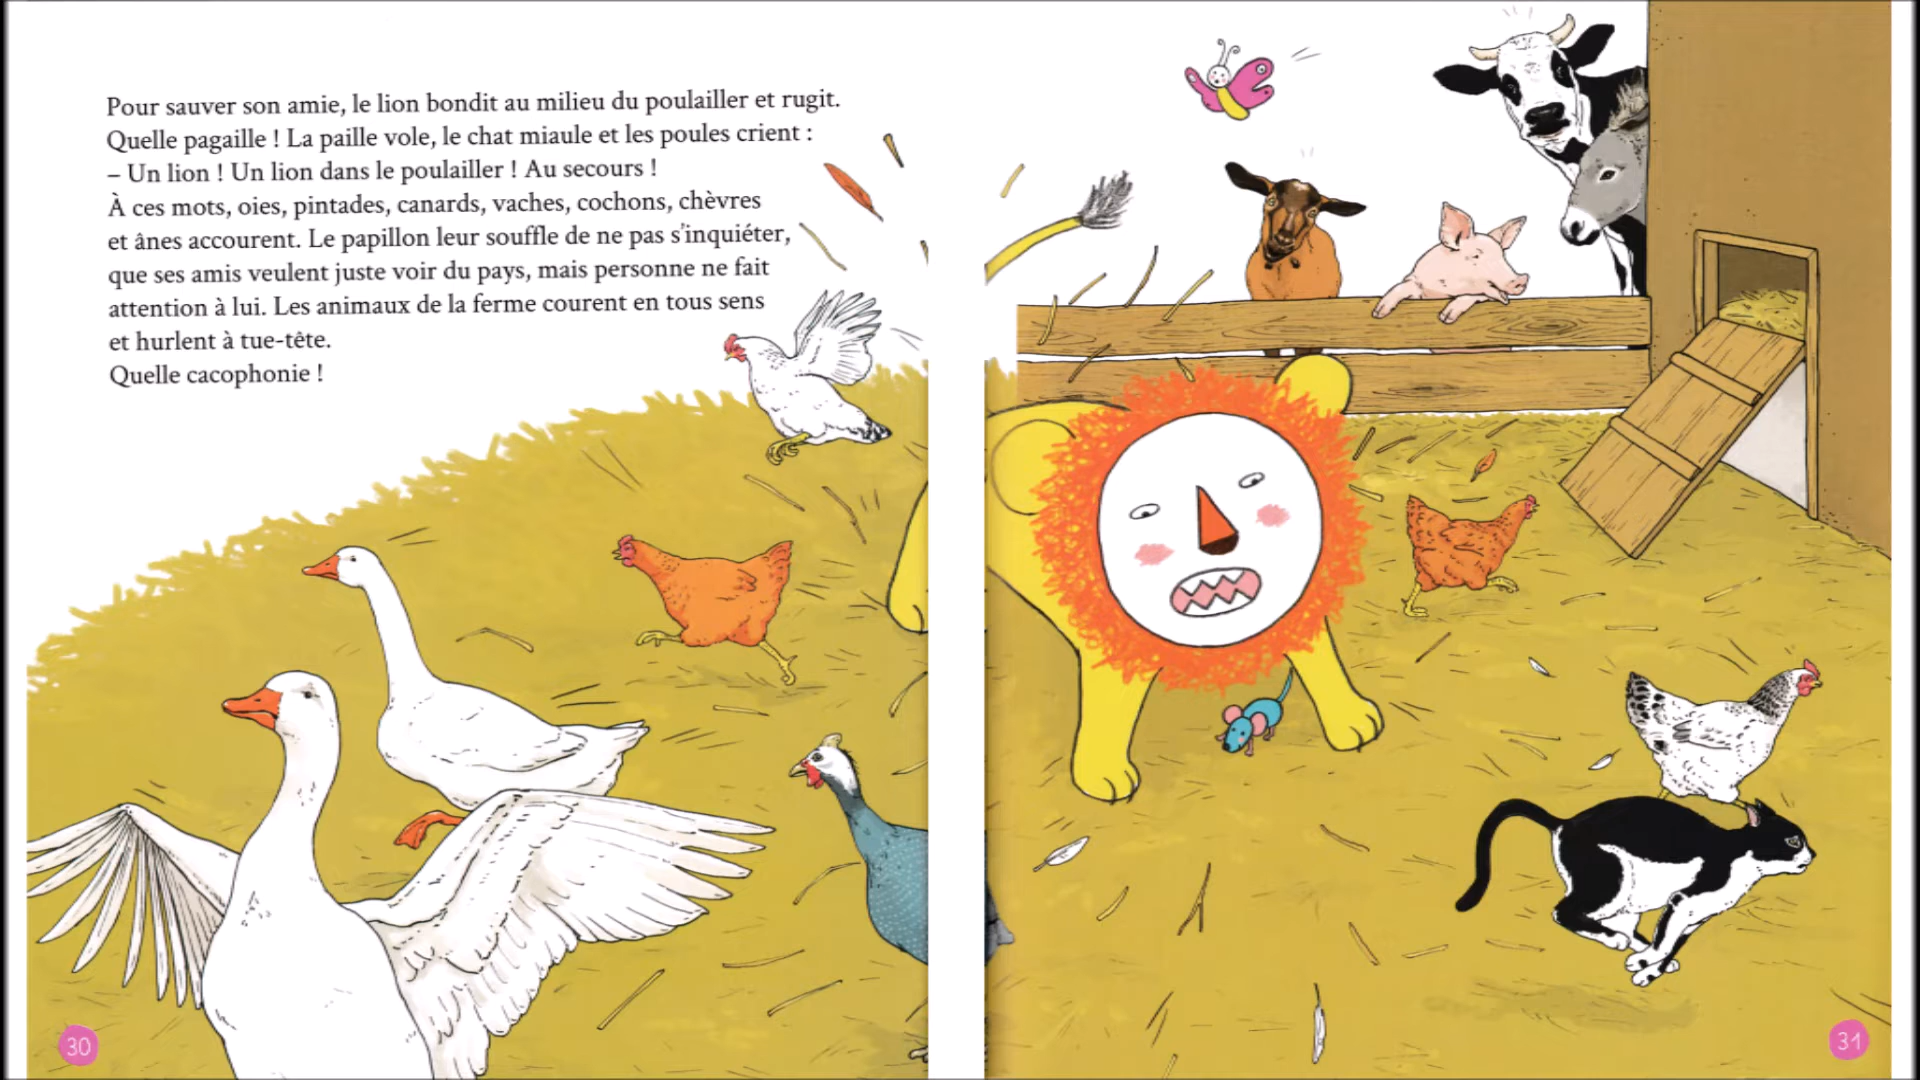 Pour sauver son amie, le lion bondit au milieu du poulailler et rugit.
Quelle pagaille ! La paille vole, le chat miaule et les poules crient :
– Un lion ! Un lion dans le poulailler ! Au secours !
À ces mots, oies, pintades, canards, vaches, cochons, chèvres
et ânes accourent. Le papillon leur souffle de ne pas s'inquiéter,
que ses amis veulent juste voir du pays, mais personne ne fait
attention à lui. Les animaux de la ferme courent en tous sens
et hurlent à tue-tête.
Quelle cacophonie !
30
31